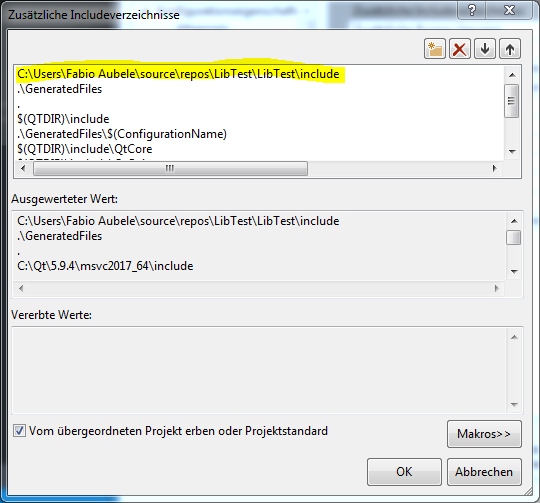 Zusätzliche Includeverzeichnisse
C:\Users\Fabio Aubele\source\repos\LibTest\LibTest\include
.\GeneratedFiles
.
$(QTDIR)\include
.\GeneratedFiles\$(ConfigurationName)
$(QTDIR)\include\QtCore
Ausgewerteter Wert:
C:\Users\Fabio Aubele\source\repos\LibTest\LibTest\include
.\GeneratedFiles
.
C:\Qt\5.9.4\msvc2017_64\include
Vererbte Werte:
Vom übergeordneten Projekt erben oder Projektstandard
Makros>>
OK
Abbrechen